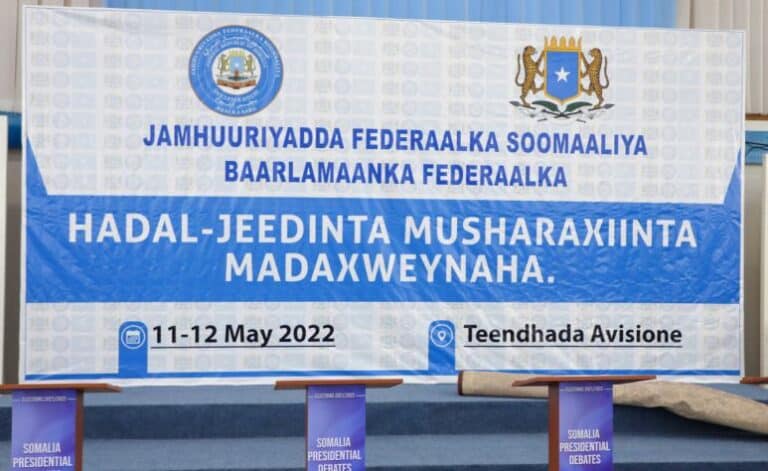 JAMHUURIYADDA FEDERAALKA SOOMAALIYA
BAARLAMAANKA FEDERAALKA
HADAL-JEEDINTA MUSHARAXIINTA
MADAXWEYNAHA.
11-12 May 2022
Teendhada Avisione
SOMALIA
PRESIDENTIAL
SOMALIA
PRESIDENTIAL
DEBATES
SOMALIA
PRESIDENTIAL
DEBATES